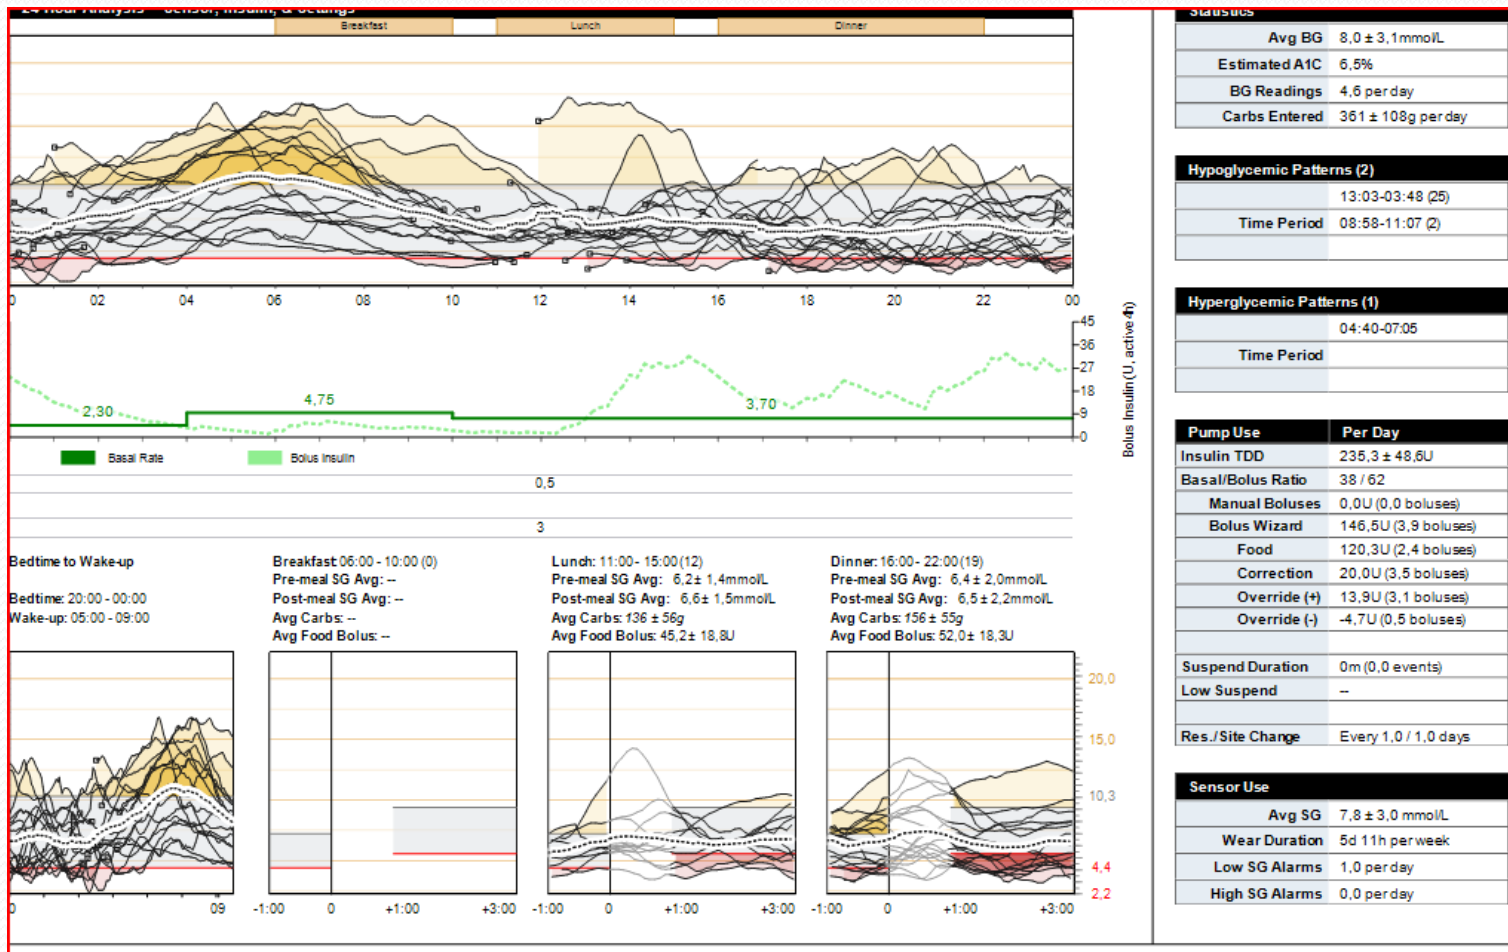 24 Hour Analysis - Sensor, Insulin, & Settings
Breakfast Lunch Dinner
0 02 04 06 08 10 12 14 16 18 20 22 00
45
36
27
18
9
0
Bolus Insulin (U, active 4h)
2,30 4,75 3,70
Basal Rate Bolus Insulin
0,5
3
Bedtime to Wake-up
Bedtime: 20:00 - 00:00
Wake-up: 05:00 - 09:00
Breakfast: 06:00 - 10:00 (0)
Pre-meal SG Avg: --
Post-meal SG Avg: --
Avg Carbs: --
Avg Food Bolus: --
Lunch: 11:00 - 15:00 (12)
Pre-meal SG Avg: 6,2 ± 1,4mmol/L
Post-meal SG Avg: 6,6 ± 1,5mmol/L
Avg Carbs: 136 ± 56g
Avg Food Bolus: 45,2 ± 18,8U
Dinner: 16:00 - 22:00 (19)
Pre-meal SG Avg: 6,4 ± 2,0mmol/L
Post-meal SG Avg: 6,5 ± 2,2mmol/L
Avg Carbs: 156 ± 55g
Avg Food Bolus: 52,0 ± 18,3U
20,0
15,0
10,3
4,4
2,2
0 09 -1:00 0 +1:00 +3:00 -1:00 0 +1:00 +3:00 -1:00 0 +1:00 +3:00
Statistics
Avg BG 8,0 ± 3,1mmol/L
Estimated A1C 6,5%
BG Readings 4,6 per day
Carbs Entered 361 ± 108g per day
Hypoglycemic Patterns (2)
13:03-03:48 (25)
Time Period 08:58-11:07 (2)
Hyperglycemic Patterns (1)
04:40-07:05
Time Period
Pump Use Per Day
Insulin TDD 235,3 ± 48,6U
Basal/Bolus Ratio 38 / 62
Manual Boluses 0,0U (0,0 boluses)
Bolus Wizard 146,5U (3,9 boluses)
Food 120,3U (2,4 boluses)
Correction 20,0U (3,5 boluses)
Override (+) 13,9U (3,1 boluses)
Override (-) -4,7U (0,5 boluses)
Suspend Duration 0m (0,0 events)
Low Suspend --
Res./Site Change Every 1,0 / 1,0 days
Sensor Use
Avg SG 7,8 ± 3,0 mmol/L
Wear Duration 5d 11h per week
Low SG Alarms 1,0 per day
High SG Alarms 0,0 per day